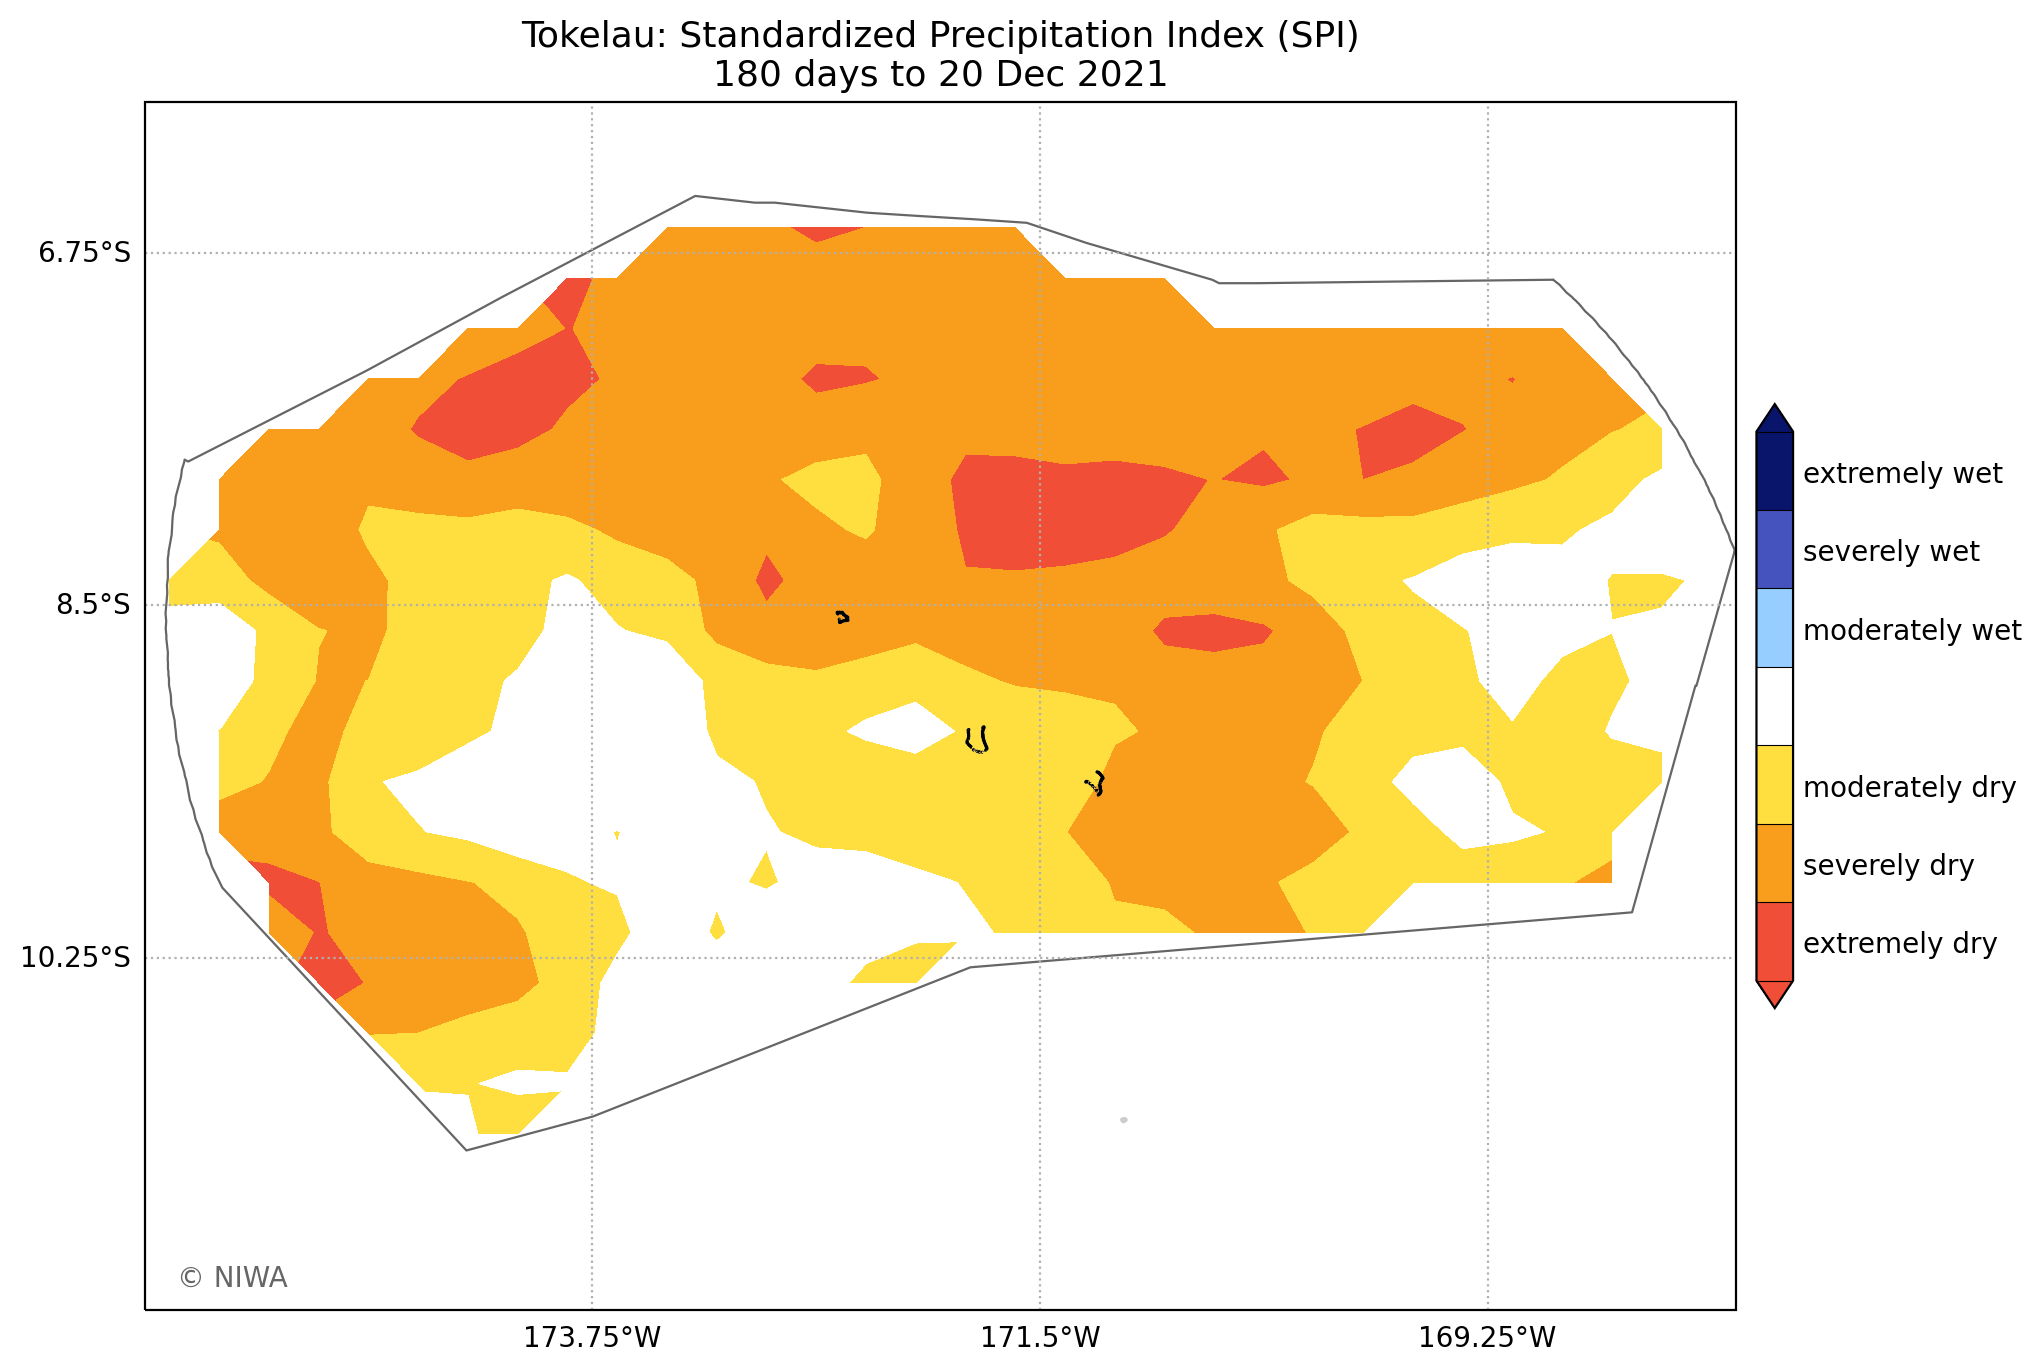 Tokelau: Standardized Precipitation Index (SPI)
180 days to 20 Dec 2021
6.75°S
8.5°S
10.25°S
extremely wet
severely wet
moderately wet
moderately dry
severely dry
extremely dry
© NIWA
173.75°W
171.5°W
169.25°W